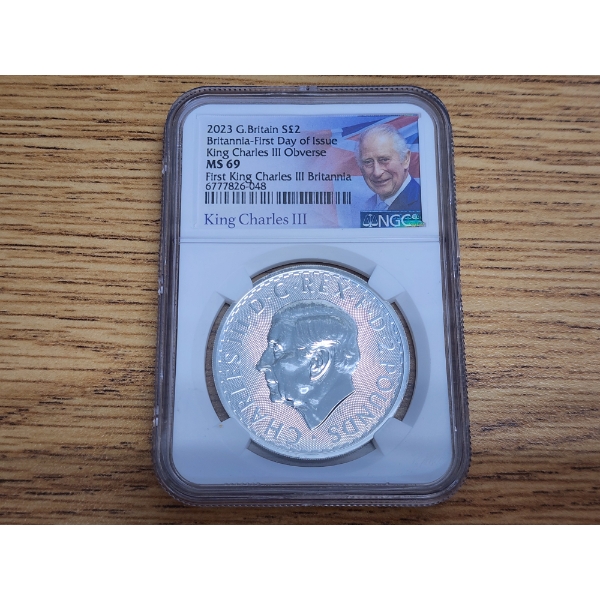 2023 G.Britain S£2
Britannia-First Day of Issue
King Charles III Obverse
MS 69
First King Charles III Britannia
6777826-048
King Charles III
NGC
CHARLES III · D · G · REX · F · D · 2 POUNDS ·